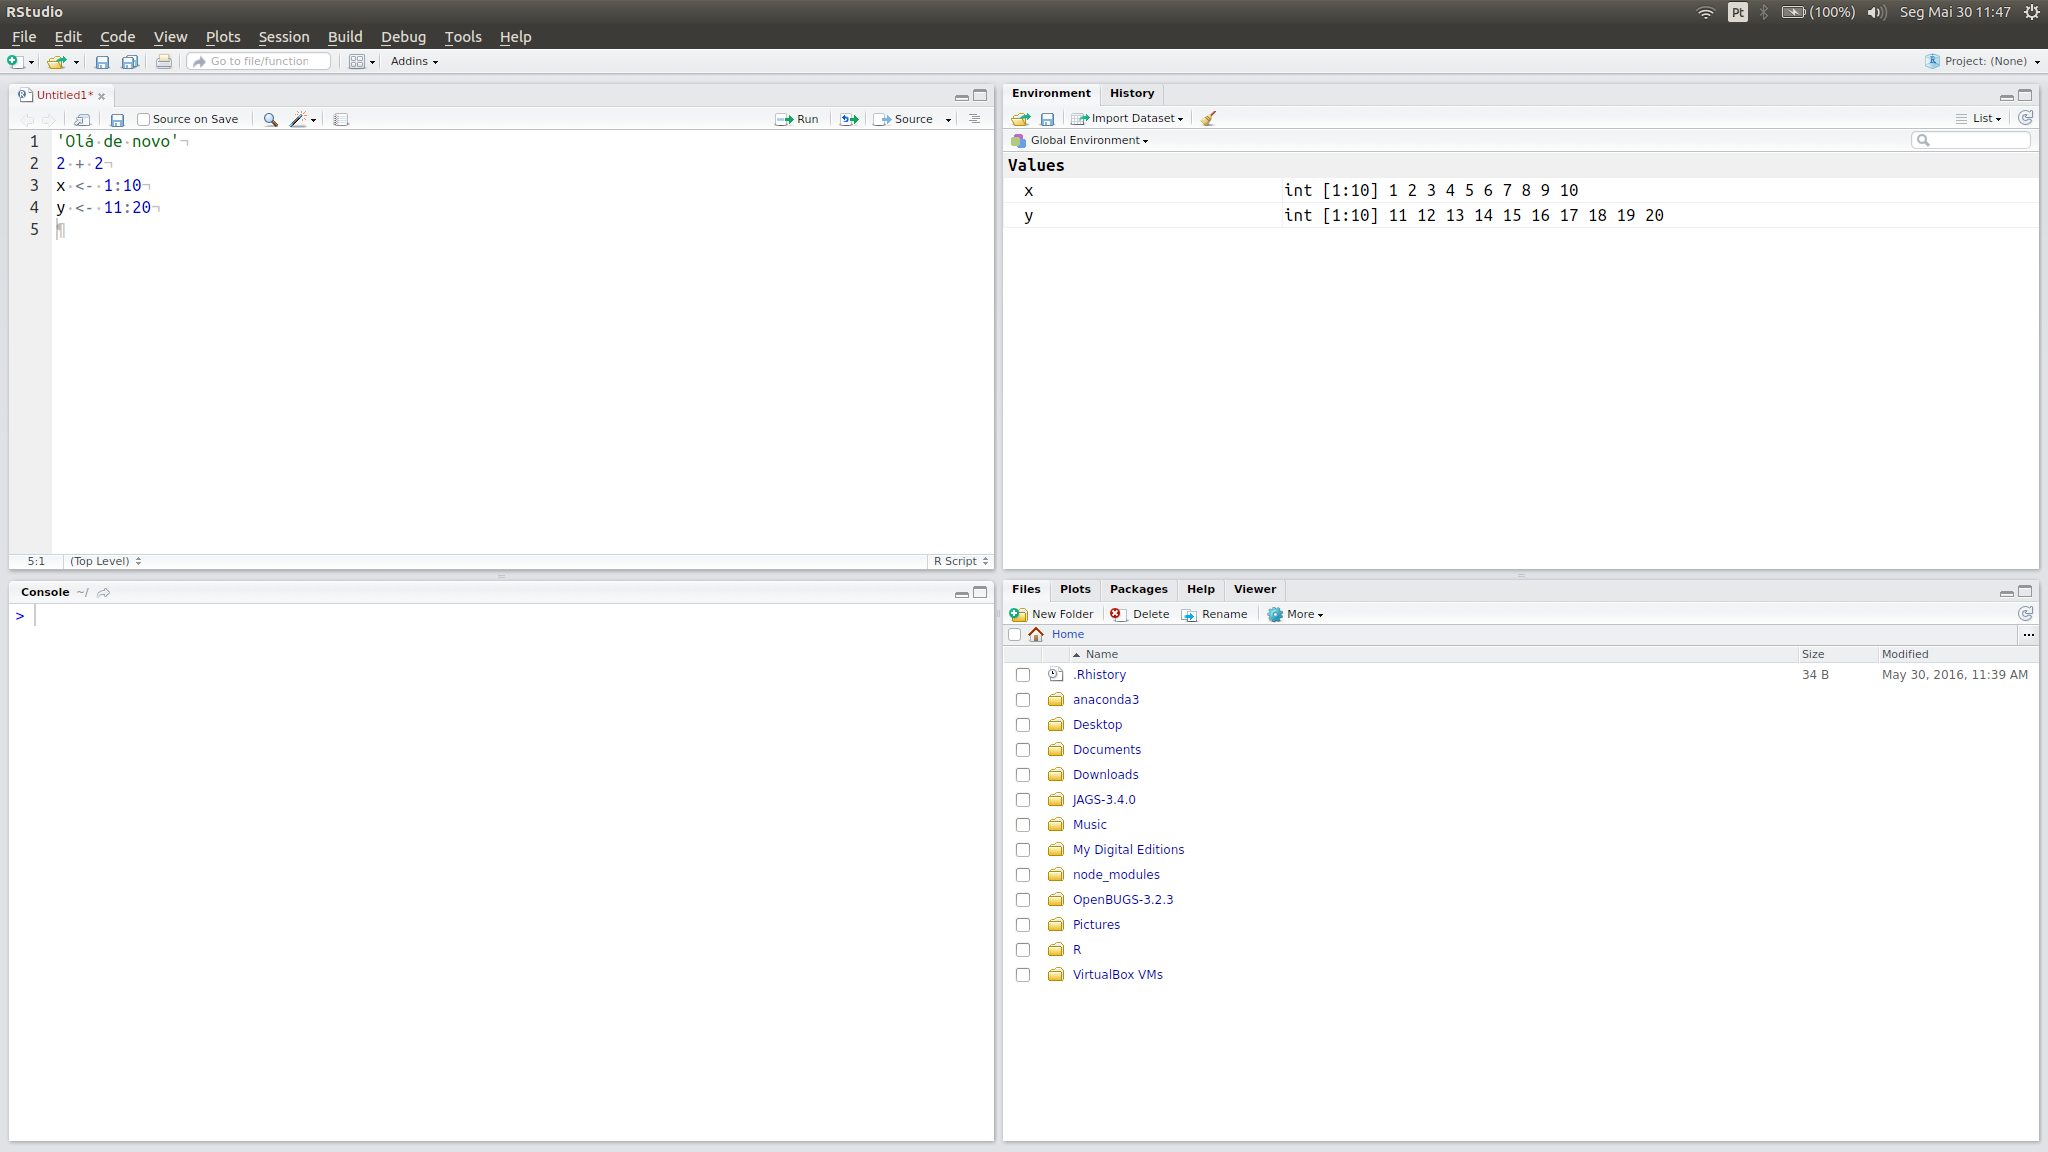 RStudio
Pt (100%) Seg Mai 30 11:47
File Edit Code View Plots Session Build Debug Tools Help
Go to file/function Addins Project: (None)
Untitled1*
Source on Save Run Source
1 'Olá·de·novo'¬
2 2·+·2¬
3 x·<-·1:10¬
4 y·<-·11:20¬
5 ¶
5:1 (Top Level) R Script
Console ~/
>
Environment History
Import Dataset List
Global Environment
Values
x int [1:10] 1 2 3 4 5 6 7 8 9 10
y int [1:10] 11 12 13 14 15 16 17 18 19 20
Files Plots Packages Help Viewer
New Folder Delete Rename More
Home ...
Name Size Modified
.Rhistory 34 B May 30, 2016, 11:39 AM
anaconda3
Desktop
Documents
Downloads
JAGS-3.4.0
Music
My Digital Editions
node_modules
OpenBUGS-3.2.3
Pictures
R
VirtualBox VMs